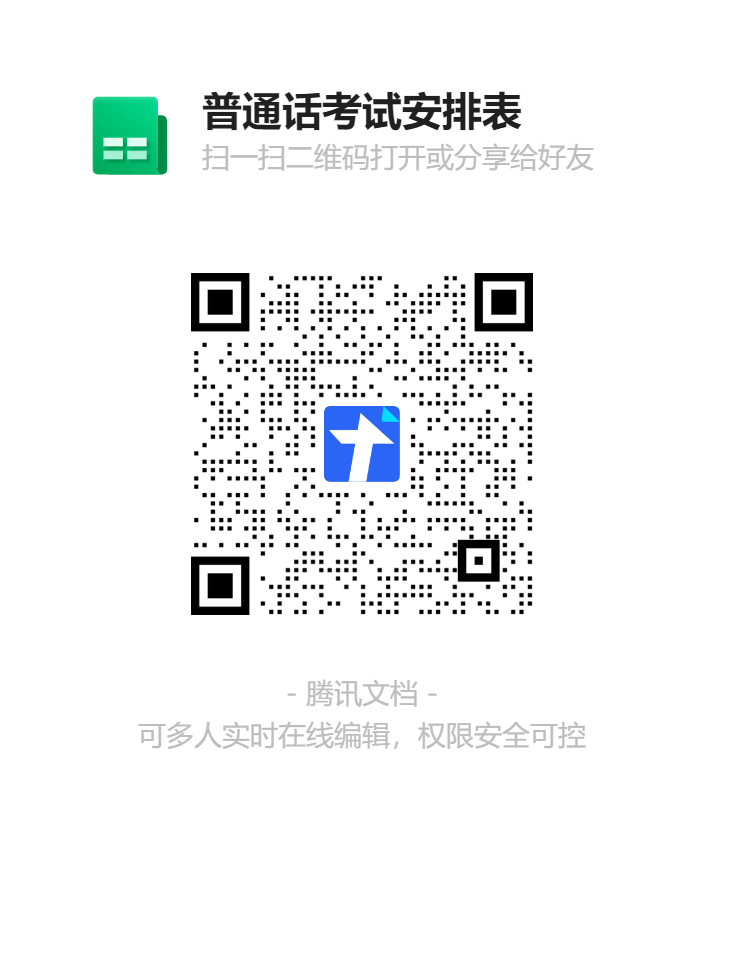 普通话考试安排表
扫一扫二维码打开或分享给好友
- 腾讯文档 -
可多人实时在线编辑，权限安全可控